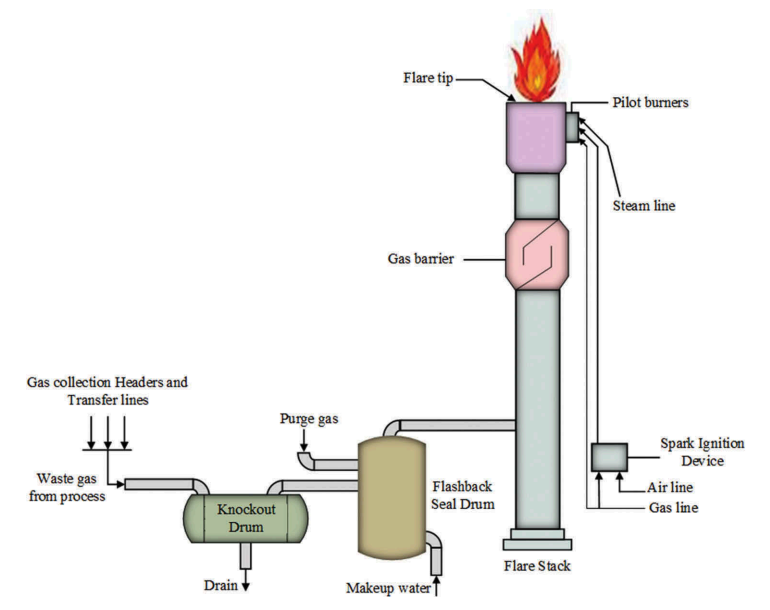 Flare tip
Pilot burners
Steam line
Gas barrier
Gas collection Headers and
Transfer lines
Purge gas
Waste gas
from process
Knockout
Drum
Flashback
Seal Drum
Spark Ignition
Device
Air line
Gas line
Drain
Makeup water
Flare Stack